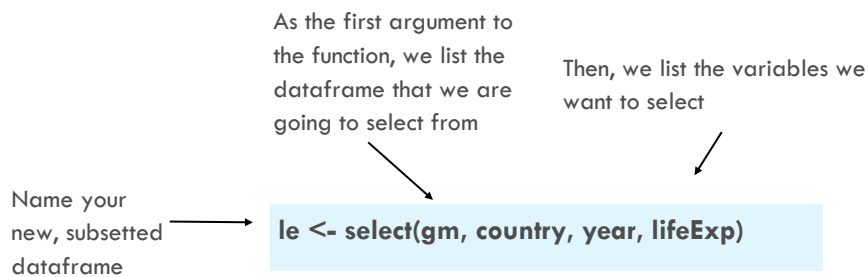 As the first argument to
the function, we list the
dataframe that we are
going to select from
Then, we list the variables we
want to select
Name your
new, subsetted
dataframe
le <- select(gm, country, year, lifeExp)